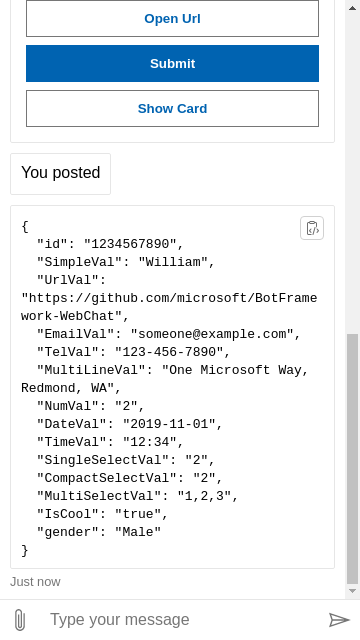 Open Url
Submit
Show Card
You posted
{
  "id": "1234567890",
  "SimpleVal": "William",
  "UrlVal":
"https://github.com/microsoft/BotFrame
work-WebChat",
  "EmailVal": "someone@example.com",
  "TelVal": "123-456-7890",
  "MultiLineVal": "One Microsoft Way,
Redmond, WA",
  "NumVal": "2",
  "DateVal": "2019-11-01",
  "TimeVal": "12:34",
  "SingleSelectVal": "2",
  "CompactSelectVal": "2",
  "MultiSelectVal": "1,2,3",
  "IsCool": "true",
  "gender": "Male"
}
Just now
Type your message